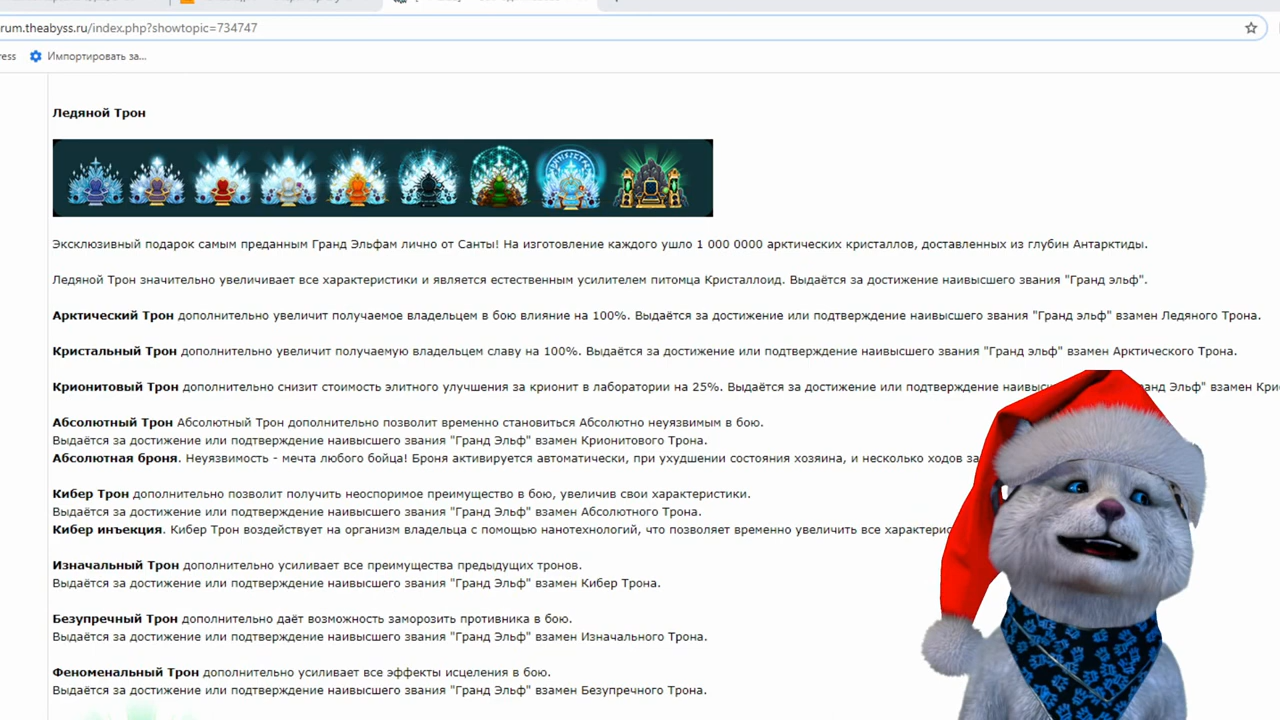 rum.theabyss.ru/index.php?showtopic=734747
ress Импортировать за...
Ледяной Трон
Эксклюзивный подарок самым преданным Гранд Эльфам лично от Санты! На изготовление каждого ушло 1 000 0000 арктических кристаллов, доставленных из глубин Антарктиды.
Ледяной Трон значительно увеличивает все характеристики и является естественным усилителем питомца Кристаллоид. Выдаётся за достижение наивысшего звания "Гранд эльф".
Арктический Трон дополнительно увеличит получаемое владельцем в бою влияние на 100%. Выдаётся за достижение или подтверждение наивысшего звания "Гранд эльф" взамен Ледяного Трона.
Кристальный Трон дополнительно увеличит получаемую владельцем славу на 100%. Выдаётся за достижение или подтверждение наивысшего звания "Гранд эльф" взамен Арктического Трона.
Крионитовый Трон дополнительно снизит стоимость элитного улучшения за крионит в лаборатории на 25%. Выдаётся за достижение или подтверждение наивысш анд Эльф" взамен Крис
Абсолютный Трон Абсолютный Трон дополнительно позволит временно становиться Абсолютно неуязвимым в бою.
Выдаётся за достижение или подтверждение наивысшего звания "Гранд Эльф" взамен Крионитового Трона.
Абсолютная броня. Неуязвимость - мечта любого бойца! Броня активируется автоматически, при ухудшении состояния хозяина, и несколько ходов за
Кибер Трон дополнительно позволит получить неоспоримое преимущество в бою, увеличив свои характеристики.
Выдаётся за достижение или подтверждение наивысшего звания "Гранд Эльф" взамен Абсолютного Трона.
Кибер инъекция. Кибер Трон воздействует на организм владельца с помощью нанотехнологий, что позволяет временно увеличить все характерис
Изначальный Трон дополнительно усиливает все преимущества предыдущих тронов.
Выдаётся за достижение или подтверждение наивысшего звания "Гранд Эльф" взамен Кибер Трона.
Безупречный Трон дополнительно даёт возможность заморозить противника в бою.
Выдаётся за достижение или подтверждение наивысшего звания "Гранд Эльф" взамен Изначального Трона.
Феноменальный Трон дополнительно усиливает все эффекты исцеления в бою.
Выдаётся за достижение или подтверждение наивысшего звания "Гранд Эльф" взамен Безупречного Трона.